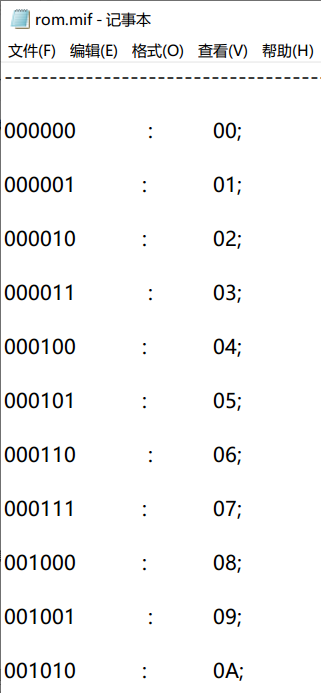 rom.mif - 记事本
文件(F) 编辑(E) 格式(O) 查看(V) 帮助(H)
------------------------------------------
000000 : 00;
000001 : 01;
000010 : 02;
000011 : 03;
000100 : 04;
000101 : 05;
000110 : 06;
000111 : 07;
001000 : 08;
001001 : 09;
001010 : 0A;